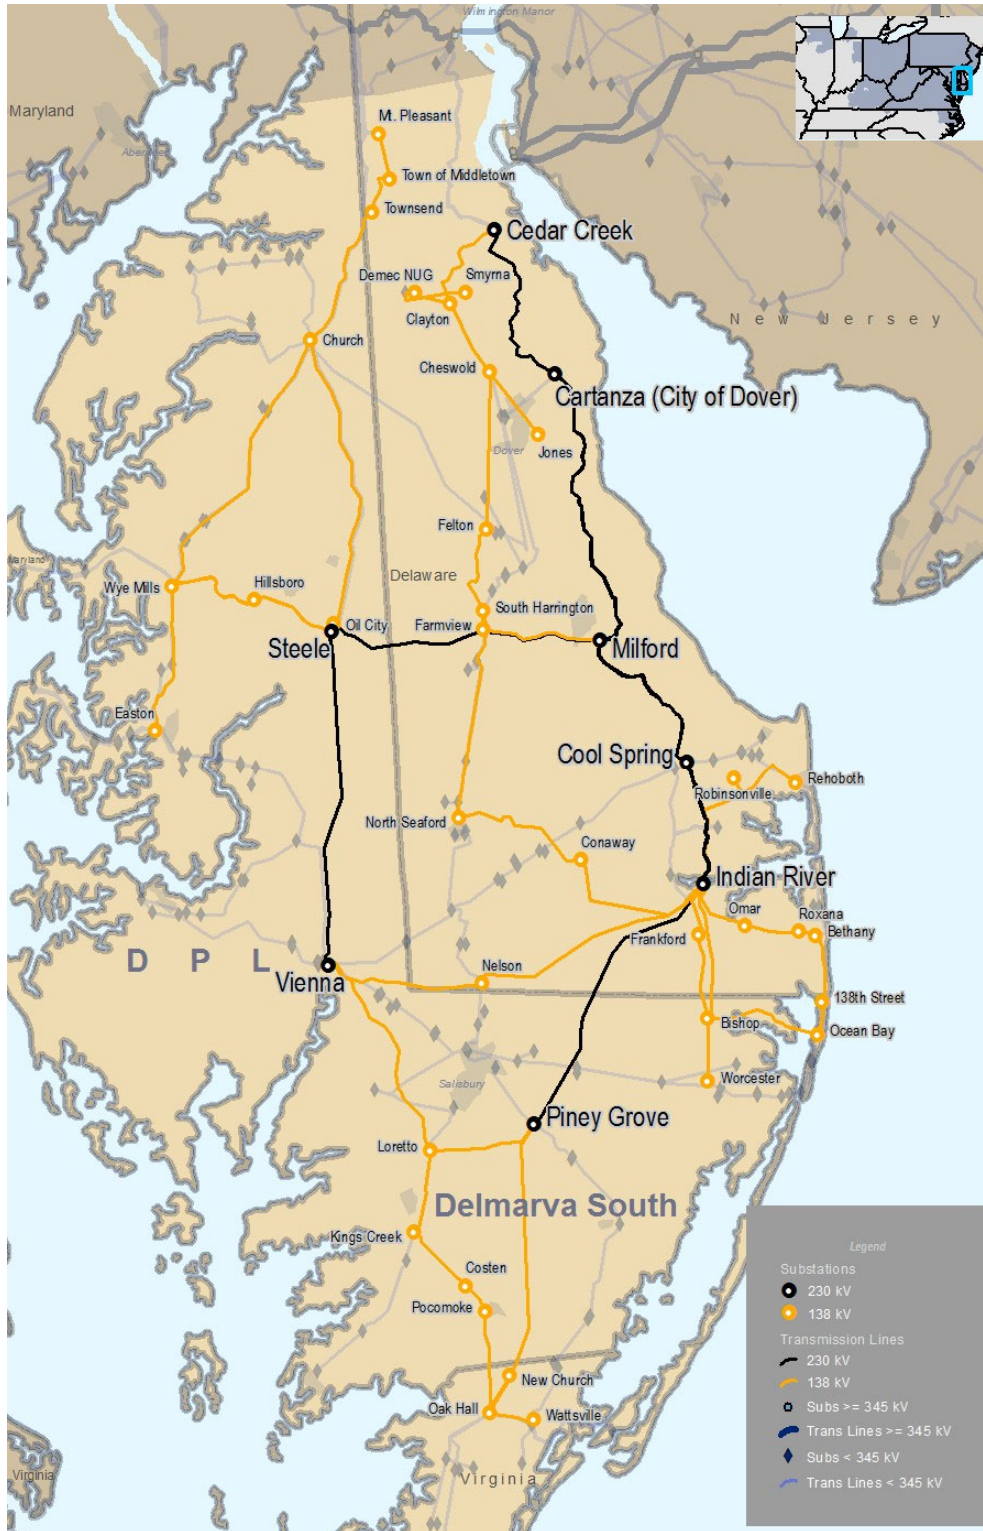 Wilmington Manor
Maryland
Mt. Pleasant
Aberdeen
Town of Middletown
Townsend
Cedar Creek
Demec NUG
Smyrna
Clayton
New Jersey
Church
Cheswold
Cartanza (City of Dover)
Dover
Jones
Felton
Maryland
Delaware
Wye Mills
Hillsboro
South Harrington
Oil City
Farmview
Steele
Milford
Easton
Cool Spring
Rehoboth
Robinsonville
North Seaford
Conaway
Indian River
Omar
Roxana
Frankford
Bethany
D P L
Nelson
Vienna
138th Street
Bishop
Ocean Bay
Salisbury
Worcester
Piney Grove
Loretto
Delmarva South
Kings Creek
Costen
Pocomoke
New Church
Oak Hall
Wattsville
Virginia
Virginia
Legend
Substations
230 kV
138 kV
Transmission Lines
230 kV
138 kV
Subs >= 345 kV
Trans Lines >= 345 kV
Subs < 345 kV
Trans Lines < 345 kV